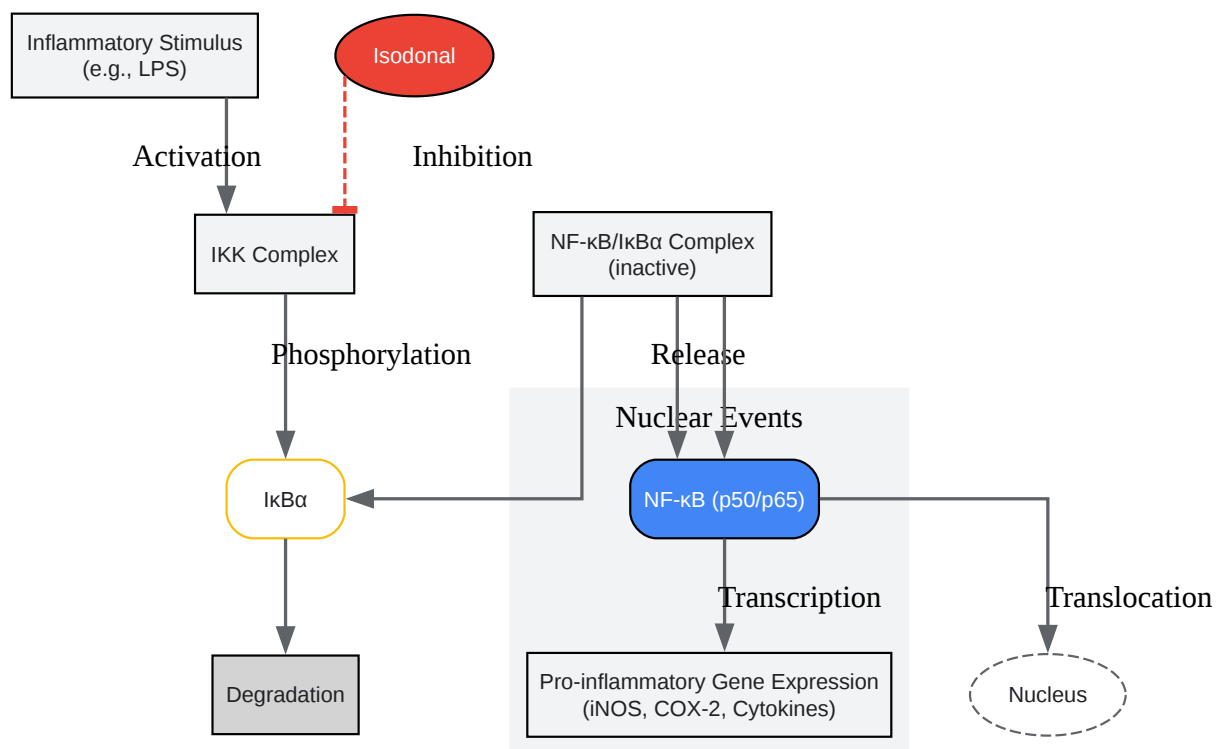 Inflammatory Stimulus
(e.g., LPS)
Isodonal
Activation
Inhibition
IKK Complex
NF-κB/IκBα Complex
(inactive)
Phosphorylation
Release
Nuclear Events
IκBα
NF-κB (p50/p65)
Transcription
Translocation
Degradation
Pro-inflammatory Gene Expression
(iNOS, COX-2, Cytokines)
Nucleus